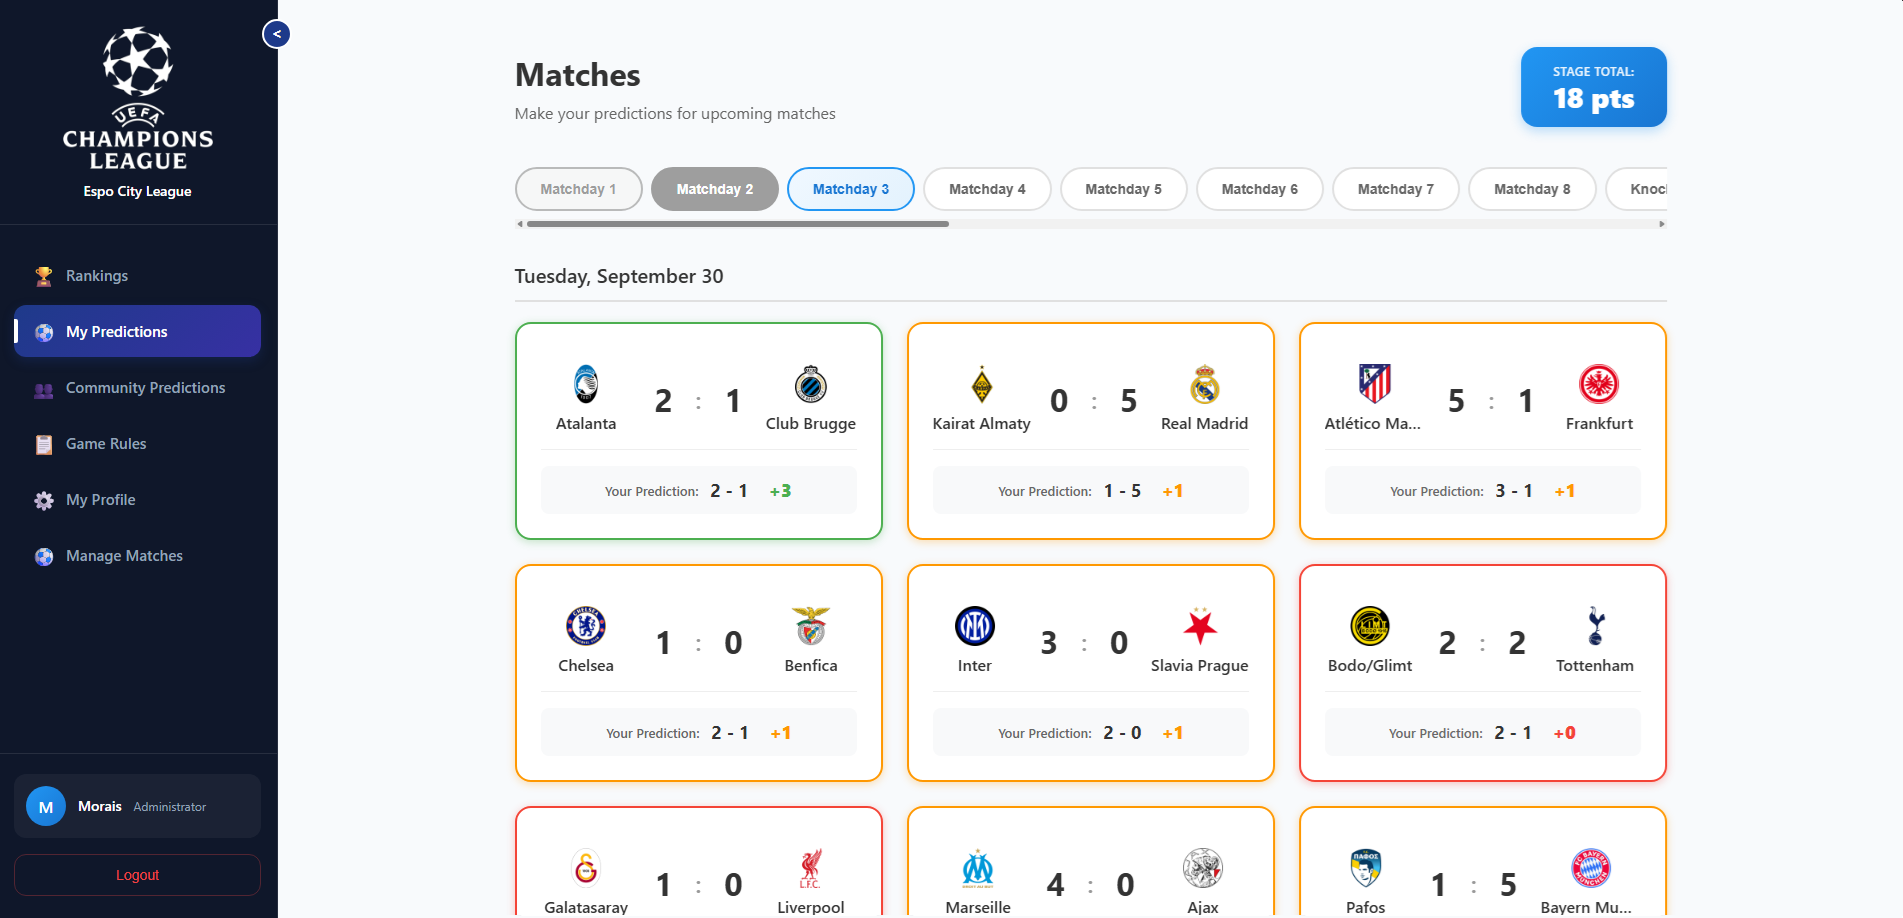 UEFA
CHAMPIONS
LEAGUE
Espo City League
<
Rankings
My Predictions
Community Predictions
Game Rules
My Profile
Manage Matches
M
Morais Administrator
Logout
Matches
Make your predictions for upcoming matches
STAGE TOTAL:
18 pts
Matchday 1 Matchday 2 Matchday 3 Matchday 4 Matchday 5 Matchday 6 Matchday 7 Matchday 8 Knoc
Tuesday, September 30
2 : 1
Atalanta Club Brugge
Your Prediction: 2 - 1 +3
0 : 5
Kairat Almaty Real Madrid
Your Prediction: 1 - 5 +1
5 : 1
Atlético Ma... Frankfurt
Your Prediction: 3 - 1 +1
1 : 0
Chelsea Benfica
Your Prediction: 2 - 1 +1
3 : 0
Inter Slavia Prague
Your Prediction: 2 - 0 +1
2 : 2
Bodo/Glimt Tottenham
Your Prediction: 2 - 1 +0
L.F.C.
1 : 0
Galatasaray Liverpool
4 : 0
Marseille Ajax
ΠΑΦΟΣ
FC BAYERN
MÜNCHEN
1 : 5
Pafos Bayern Mu...